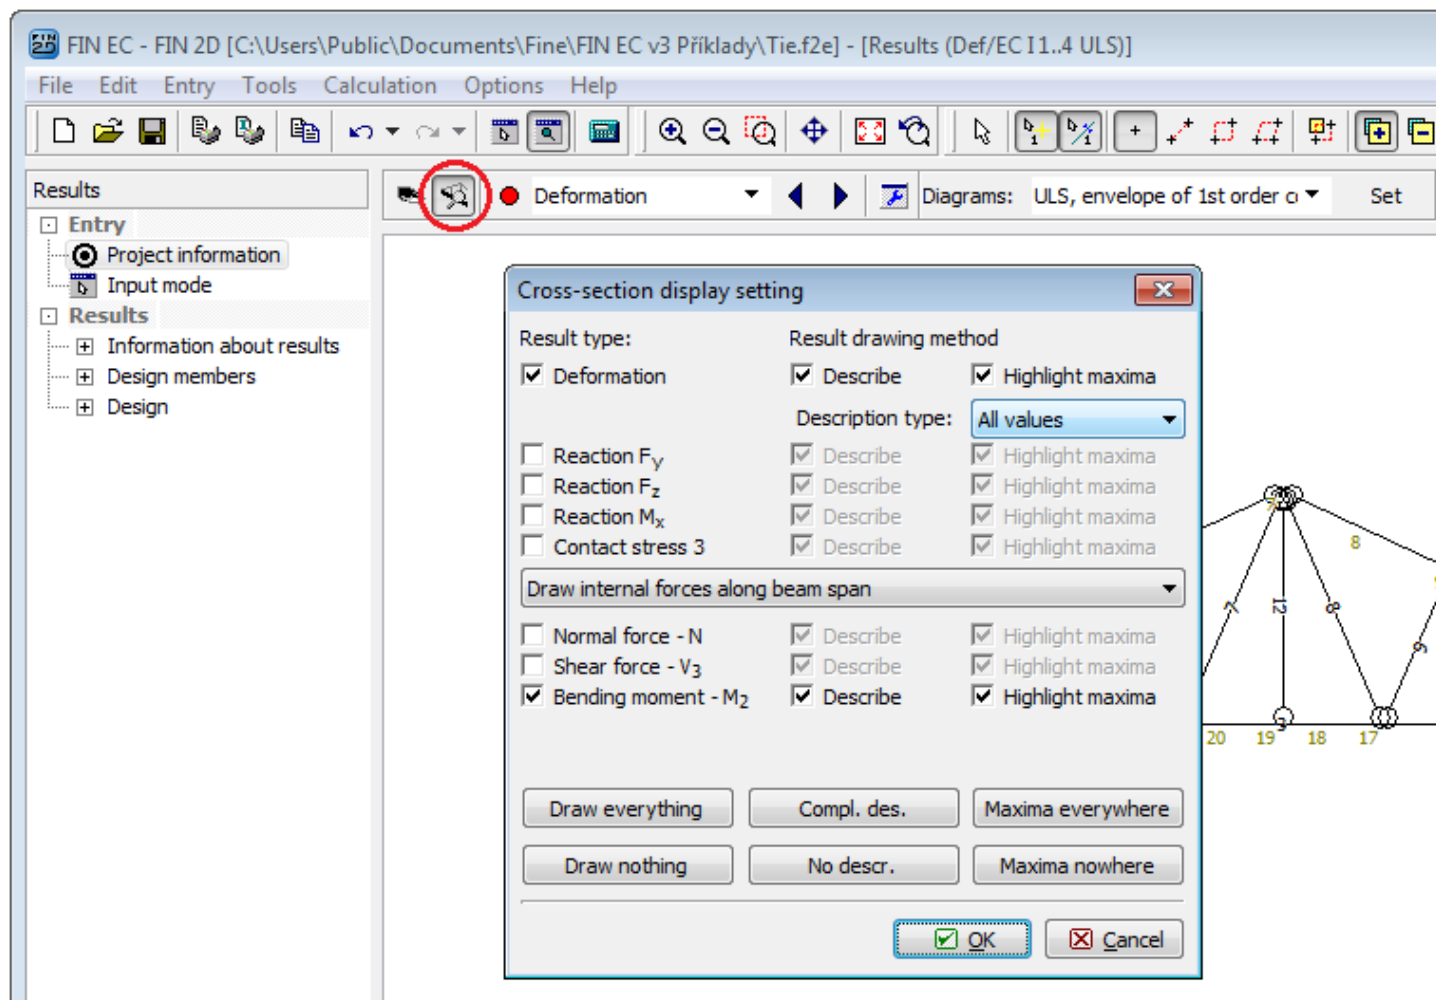 FIN EC - FIN 2D [C:\Users\Public\Documents\Fine\FIN EC v3 Příklady\Tie.f2e] - [Results (Def/EC I 1..4 ULS)]
File Edit Entry Tools Calculation Options Help
Results
Deformation
Diagrams: ULS, envelope of 1st order c
Set
Entry
Project information
Input mode
Results
Information about results
Design members
Design
Cross-section display setting
Result type: Result drawing method
Deformation Describe Highlight maxima
Description type: All values
Reaction Fy Describe Highlight maxima
Reaction Fz Describe Highlight maxima
Reaction Mx Describe Highlight maxima
Contact stress 3 Describe Highlight maxima
Draw internal forces along beam span
Normal force - N Describe Highlight maxima
Shear force - V3 Describe Highlight maxima
Bending moment - M2 Describe Highlight maxima
Draw everything Compl. des. Maxima everywhere
Draw nothing No descr. Maxima nowhere
OK Cancel
8
7 12 8 9
20 19 18 17